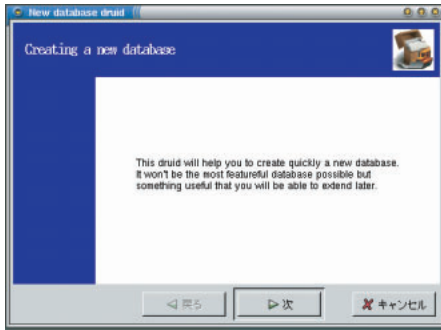 New database druid
Creating a new database
This druid will help you to create quickly a new database.
It won't be the most featureful database possible but
something useful that you will be able to extend later.
戻る
次
キャンセル